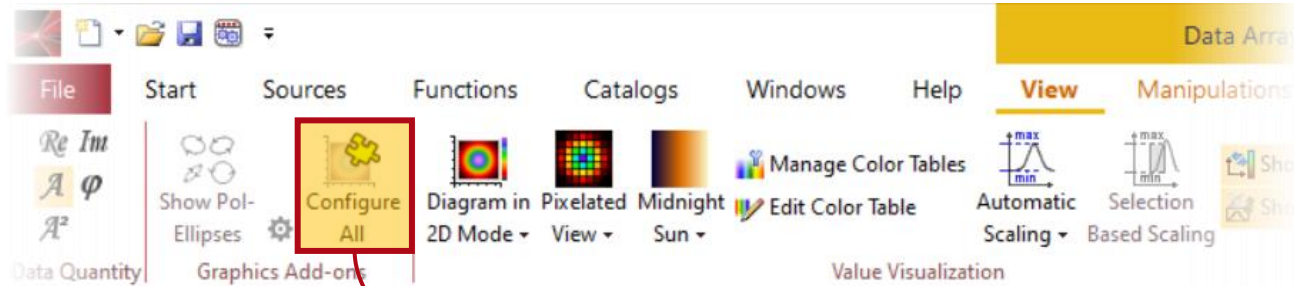 Data Arra
File Start Sources Functions Catalogs Windows Help View Manipulations
Re Im
A φ
A²
Data Quantity
Show Pol-
Ellipses
Configure
All
Graphics Add-ons
Diagram in
2D Mode
Pixelated
View
Midnight
Sun
Manage Color Tables
Edit Color Table
max
min
Automatic
Scaling
max
min
Selection
Based Scaling
Sho
Sho
Value Visualization